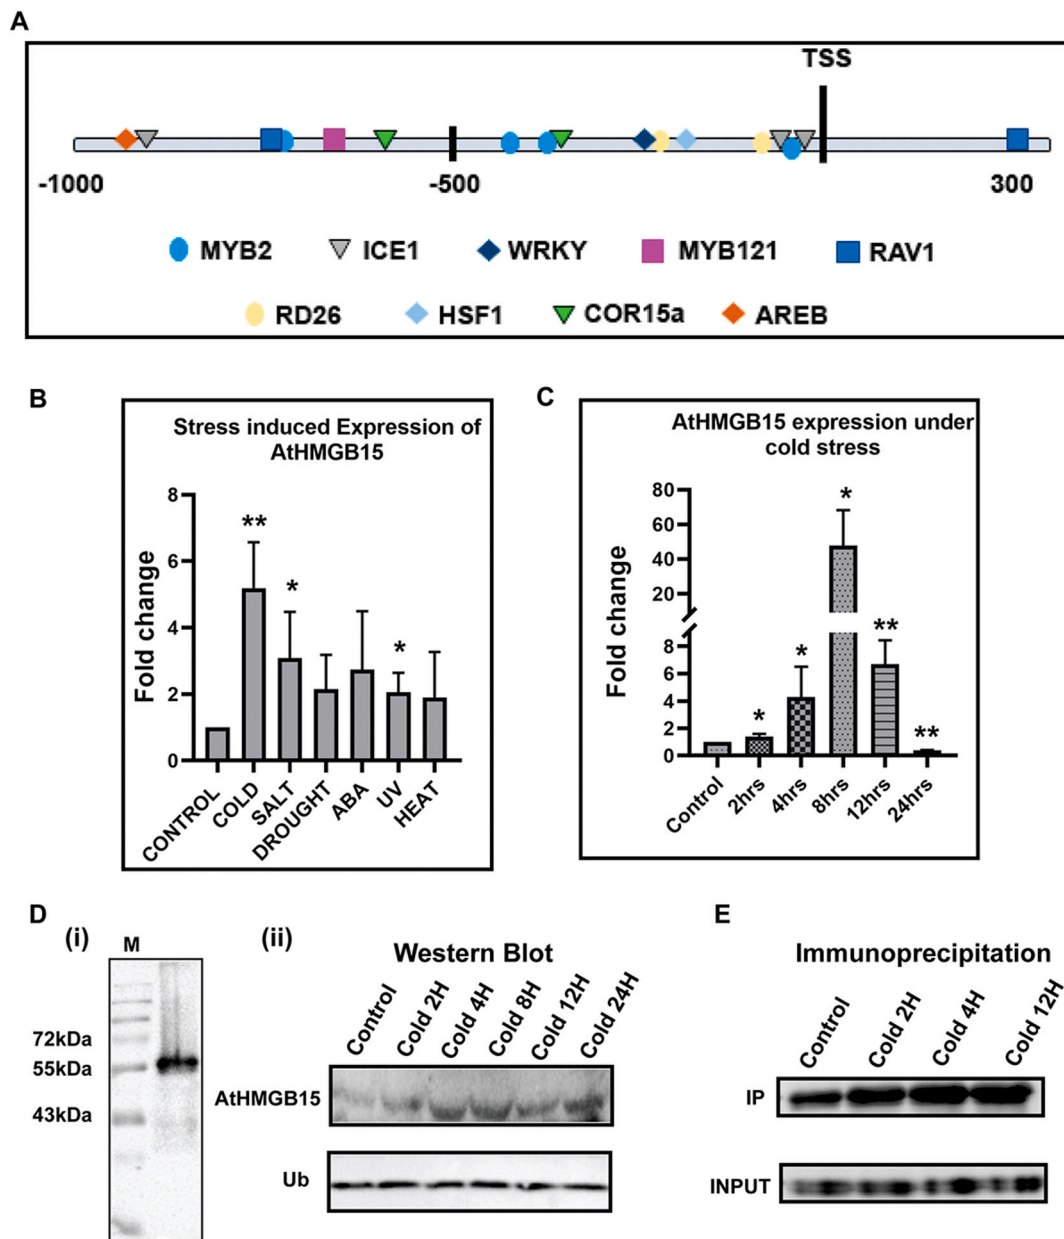 A
TSS
-1000 -500 300
MYB2 ICE1 WRKY MYB121 RAV1
RD26 HSF1 COR15a AREB
B
Stress induced Expression of
AtHMGB15
Fold change
8
6
4
2
0
CONTROL COLD SALT DROUGHT ABA UV HEAT
** * *
C
AtHMGB15 expression under
cold stress
Fold change
80
60
40
20
8
6
4
2
0
Control 2hrs 4hrs 8hrs 12hrs 24hrs
* * * ** **
D
(i)
M
72kDa
55kDa
43kDa
(ii)
Western Blot
Control Cold 2H Cold 4H Cold 8H Cold 12H Cold 24H
AtHMGB15
Ub
E
Immunoprecipitation
Control Cold 2H Cold 4H Cold 12H
IP
INPUT